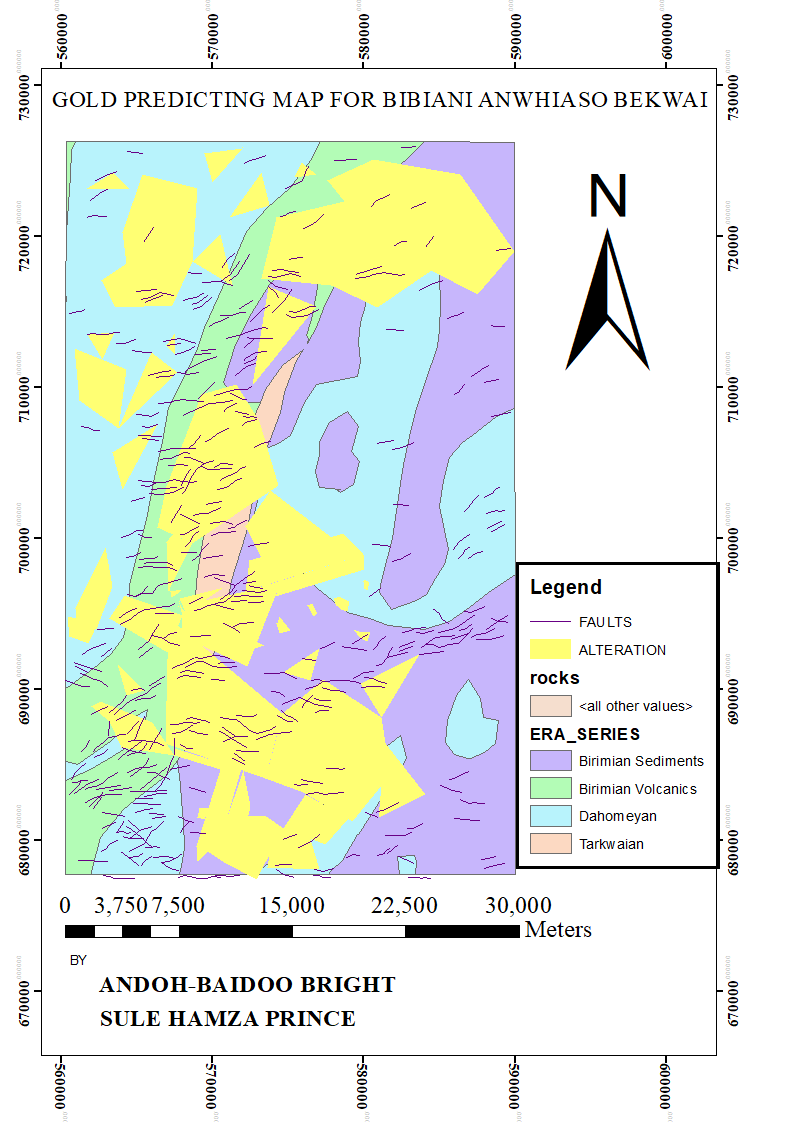 560000 570000 580000 590000 600000
730000 730000
GOLD PREDICTING MAP FOR BIBIANI ANWHIASO BEKWAI
N
720000 720000
710000 710000
700000 700000
Legend
FAULTS
ALTERATION
rocks
<all other values>
690000 690000
ERA_SERIES
Birimian Sediments
Birimian Volcanics
Dahomeyan
Tarkwaian
680000 680000
0 3,750 7,500 15,000 22,500 30,000
Meters
BY
ANDOH-BAIDOO BRIGHT
SULE HAMZA PRINCE
670000 670000
560000 570000 580000 590000 600000